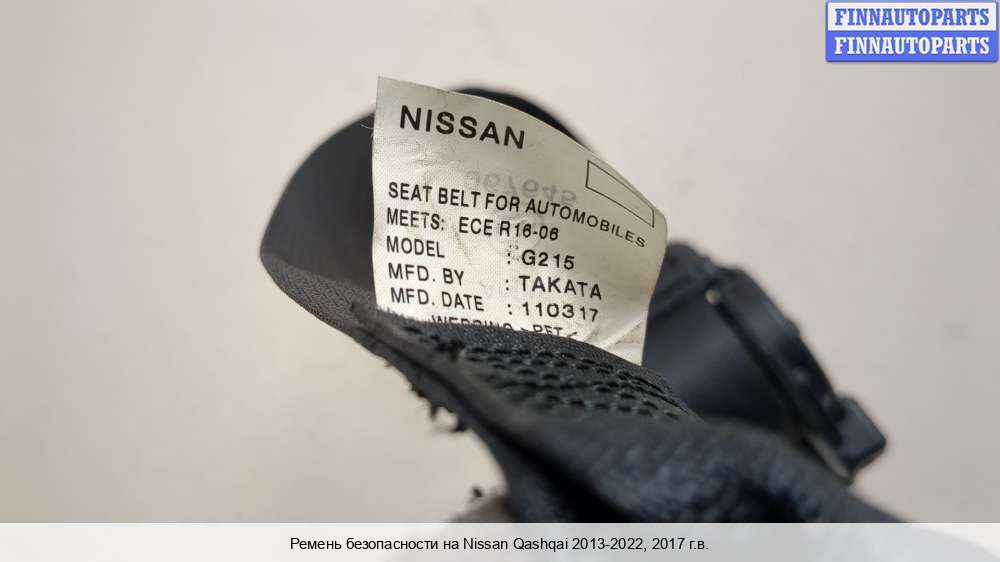 FINNAUTOPARTS
FINNAUTOPARTS
NISSAN
SEAT BELT FOR AUTOMOBILES
MEETS: ECE R16-06
MODEL : G215
MFD. BY : TAKATA
MFD. DATE : 110317
Ремень безопасности на Nissan Qashqai 2013-2022, 2017 г.в.